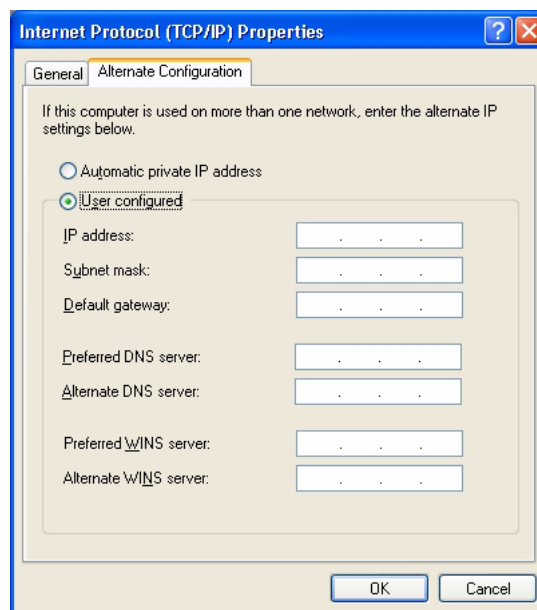 Internet Protocol (TCP/IP) Properties
General
Alternate Configuration
If this computer is used on more than one network, enter the alternate IP
settings below.
Automatic private IP address
User configured
IP address:
Subnet mask:
Default gateway:
Preferred DNS server:
Alternate DNS server:
Preferred WINS server:
Alternate WINS server:
OK
Cancel